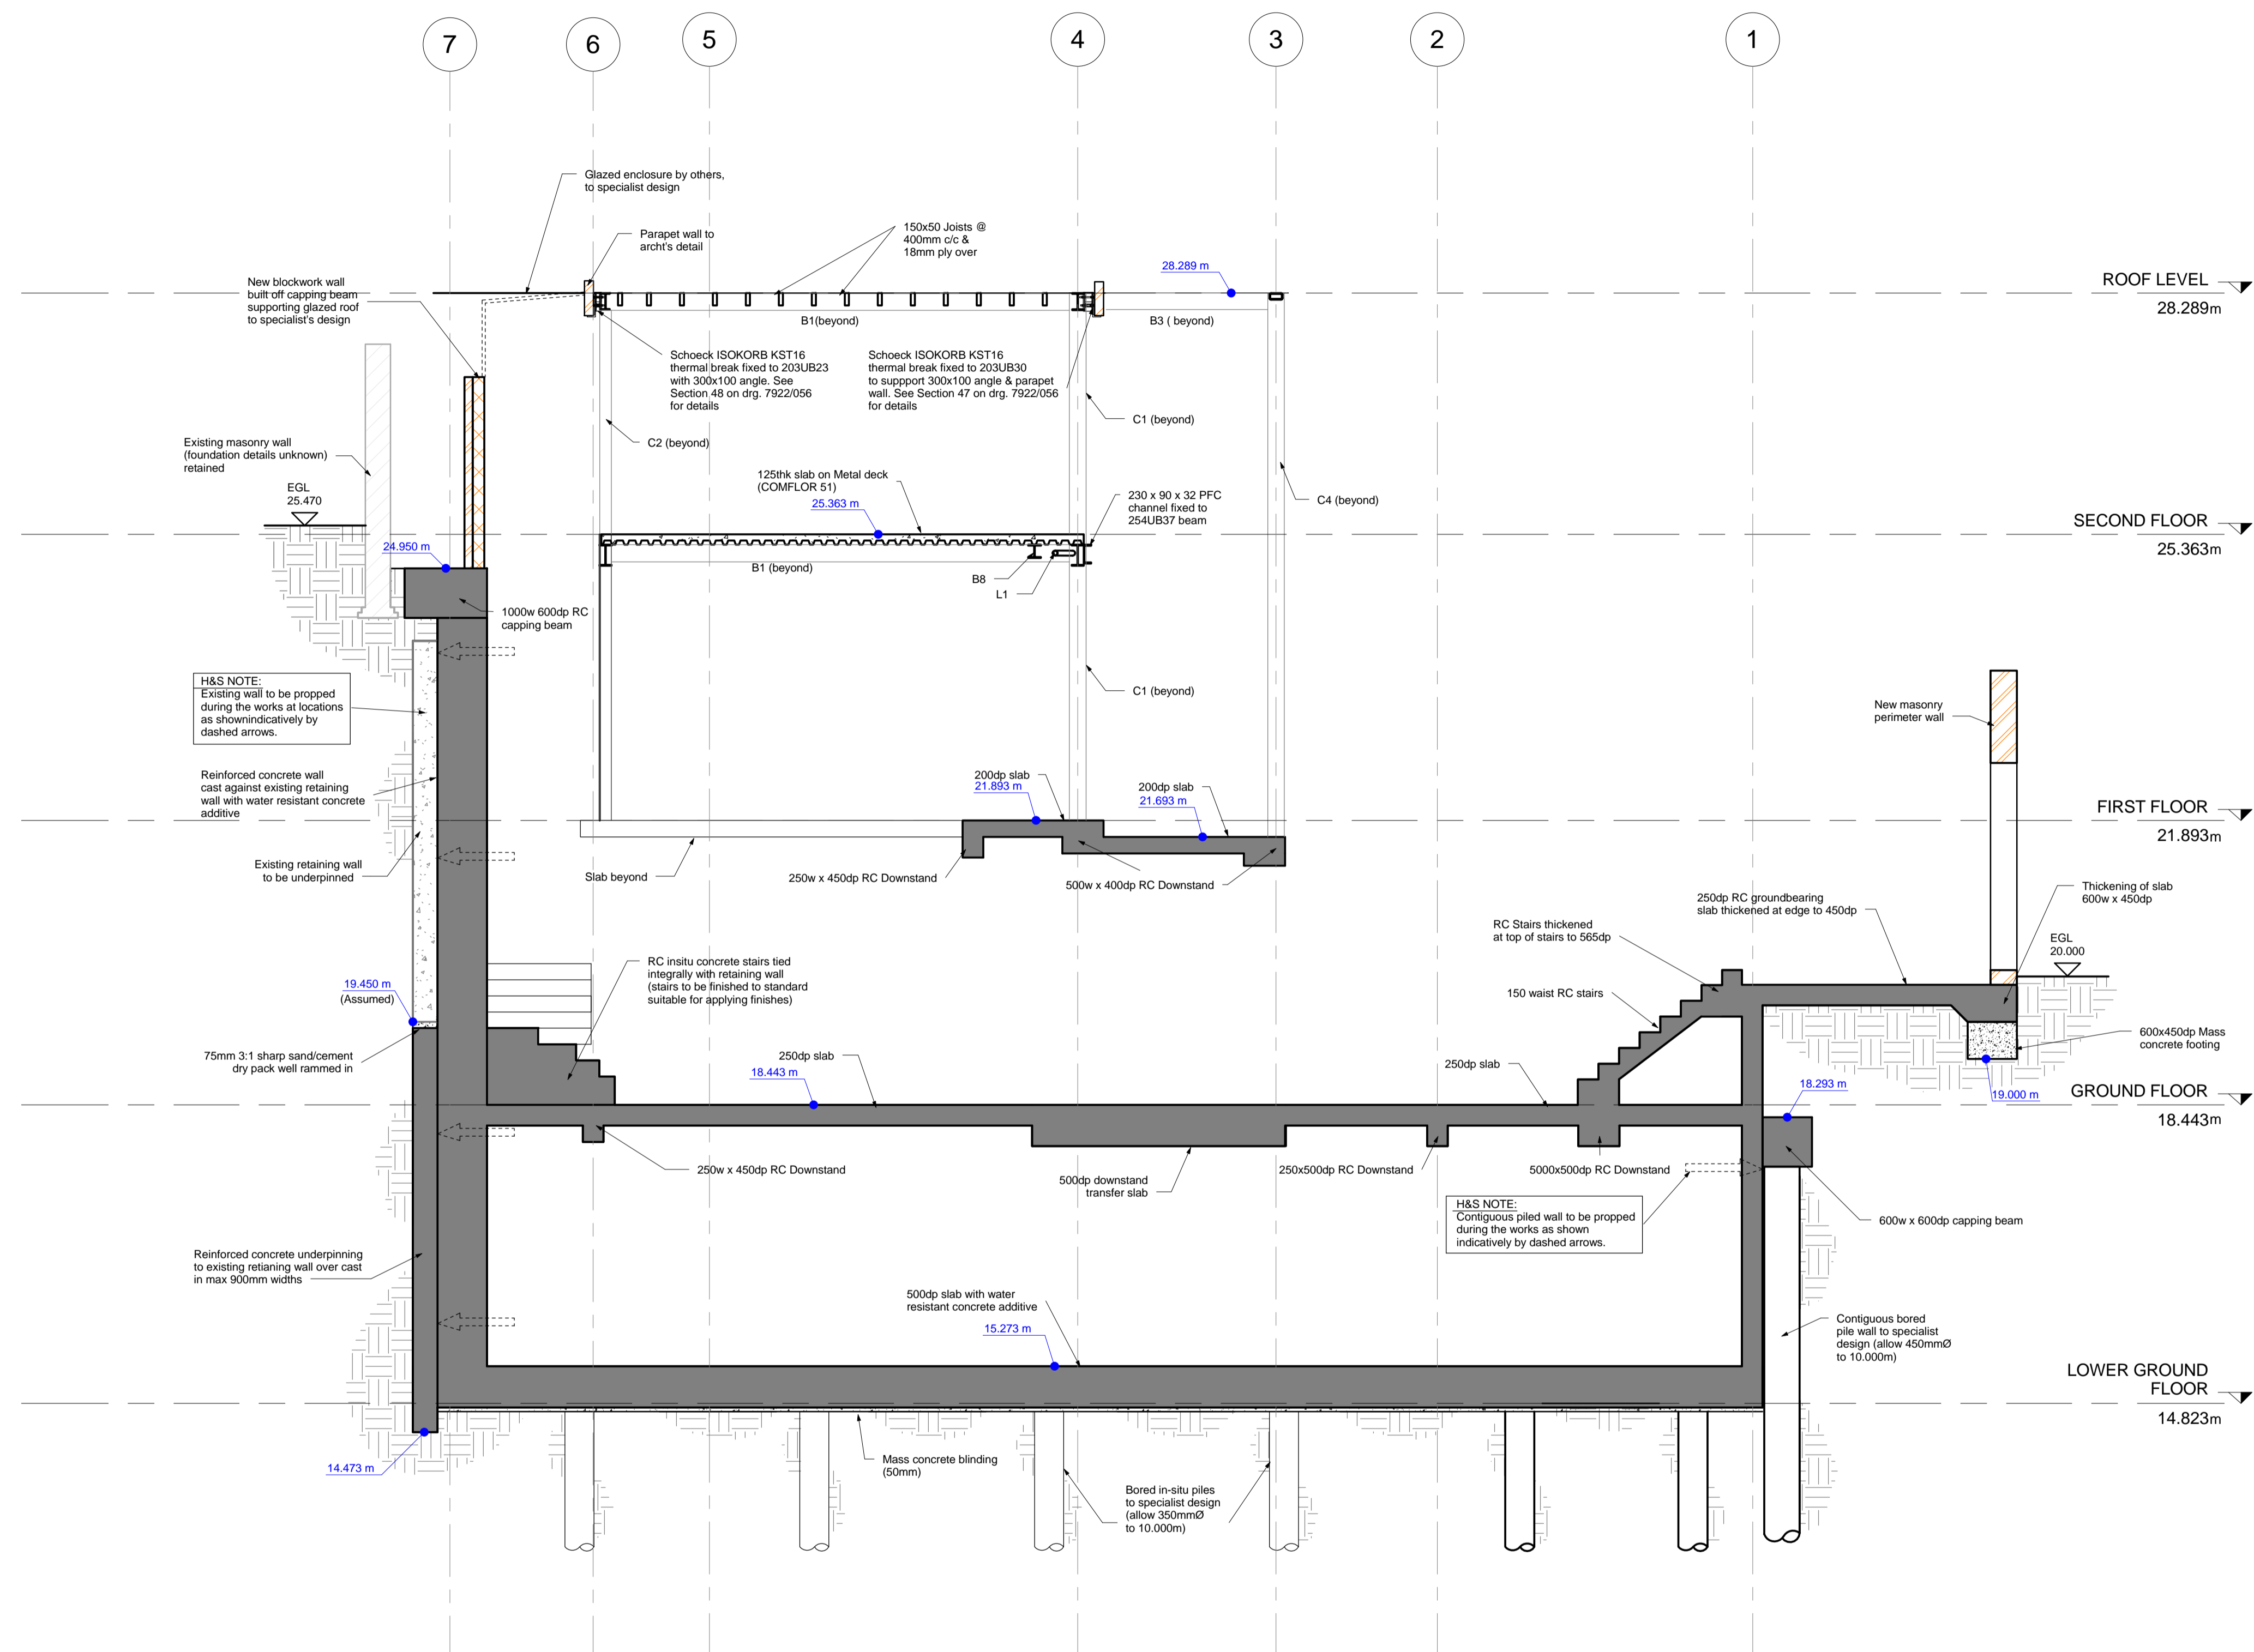 7
6
5
4
3
2
1
Glazed enclosure by others,
to specialist design
Parapet wall to
archt's detail
150x50 Joists @
400mm c/c &
18mm ply over
28.289 m
ROOF LEVEL
28.289m
New blockwork wall
built off capping beam
supporting glazed roof
to specialist's design
B1(beyond)
B3 ( beyond)
Schoeck ISOKORB KST16
thermal break fixed to 203UB23
with 300x100 angle. See
Section 48 on drg. 7922/056
for details
Schoeck ISOKORB KST16
thermal break fixed to 203UB30
to suppport 300x100 angle & parapet
wall. See Section 47 on drg. 7922/056
for details
C1 (beyond)
C2 (beyond)
Existing masonry wall
(foundation details unknown)
retained
EGL
25.470
125thk slab on Metal deck
(COMFLOR 51)
25.363 m
230 x 90 x 32 PFC
channel fixed to
254UB37 beam
C4 (beyond)
SECOND FLOOR
25.363m
24.950 m
B1 (beyond)
B8
L1
1000w 600dp RC
capping beam
H&S NOTE:
Existing wall to be propped
during the works at locations
as shownindicatively by
dashed arrows.
C1 (beyond)
New masonry
perimeter wall
Reinforced concrete wall
cast against existing retaining
wall with water resistant concrete
additive
200dp slab
21.893 m
200dp slab
21.693 m
FIRST FLOOR
21.893m
Existing retaining wall
to be underpinned
Slab beyond
250w x 450dp RC Downstand
500w x 400dp RC Downstand
Thickening of slab
600w x 450dp
250dp RC groundbearing
slab thickened at edge to 450dp
RC Stairs thickened
at top of stairs to 565dp
EGL
20.000
RC insitu concrete stairs tied
integrally with retaining wall
(stairs to be finished to standard
suitable for applying finishes)
19.450 m
(Assumed)
150 waist RC stairs
600x450dp Mass
concrete footing
75mm 3:1 sharp sand/cement
dry pack well rammed in
250dp slab
18.443 m
250dp slab
18.293 m
19.000 m
GROUND FLOOR
18.443m
250w x 450dp RC Downstand
500dp downstand
transfer slab
250x500dp RC Downstand
5000x500dp RC Downstand
H&S NOTE:
Contiguous piled wall to be propped
during the works as shown
indicatively by dashed arrows.
600w x 600dp capping beam
Reinforced concrete underpinning
to existing retianing wall over cast
in max 900mm widths
500dp slab with water
resistant concrete additive
15.273 m
Contiguous bored
pile wall to specialist
design (allow 450mmØ
to 10.000m)
LOWER GROUND
FLOOR
14.823m
14.473 m
Mass concrete blinding
(50mm)
Bored in-situ piles
to specialist design
(allow 350mmØ
to 10.000m)